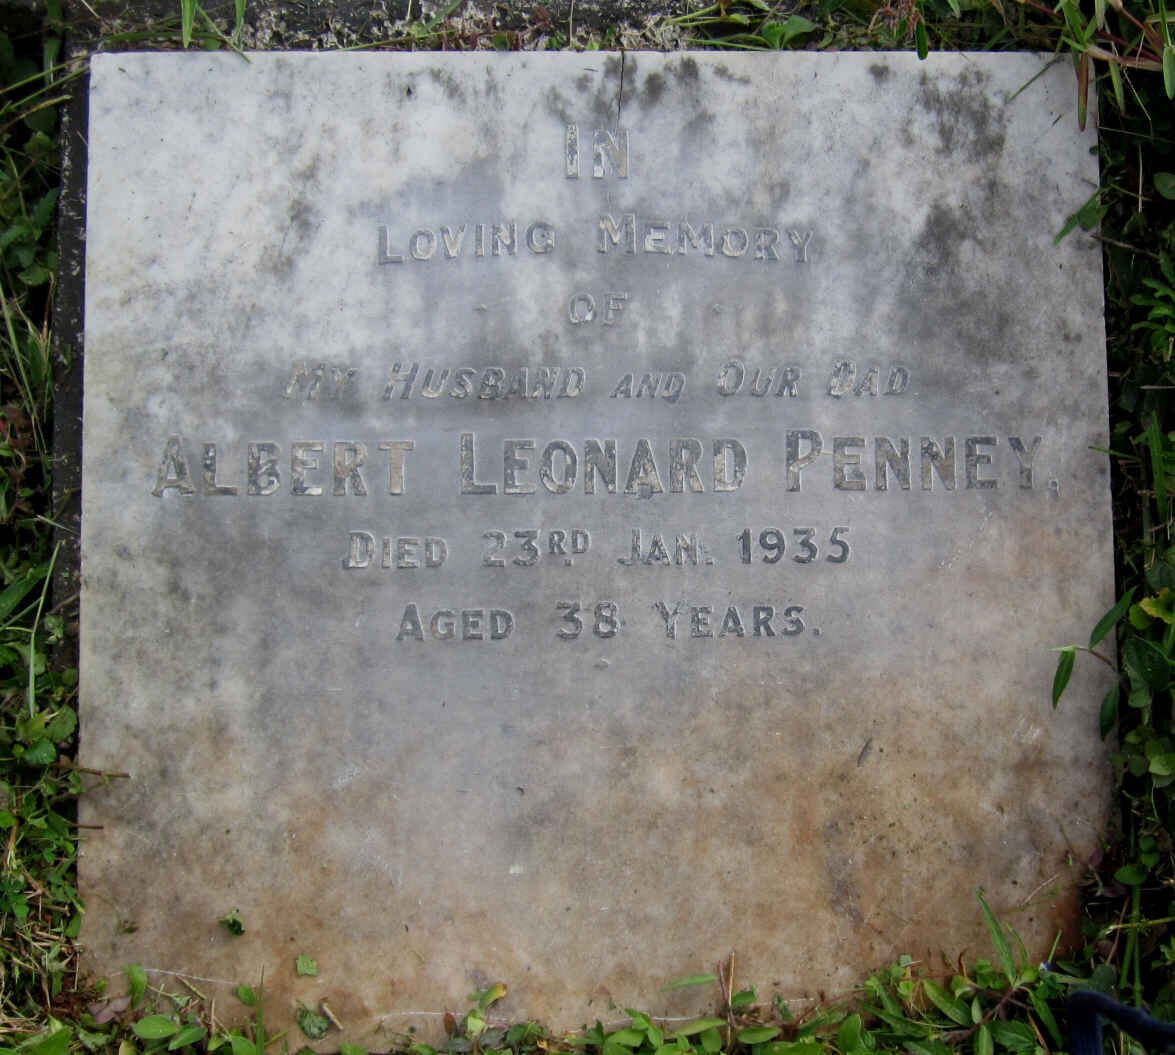 IN
LOVING MEMORY
OF
MY HUSBAND AND OUR DAD
ALBERT LEONARD PENNEY,
DIED 23RD JAN. 1935
AGED 38 YEARS.